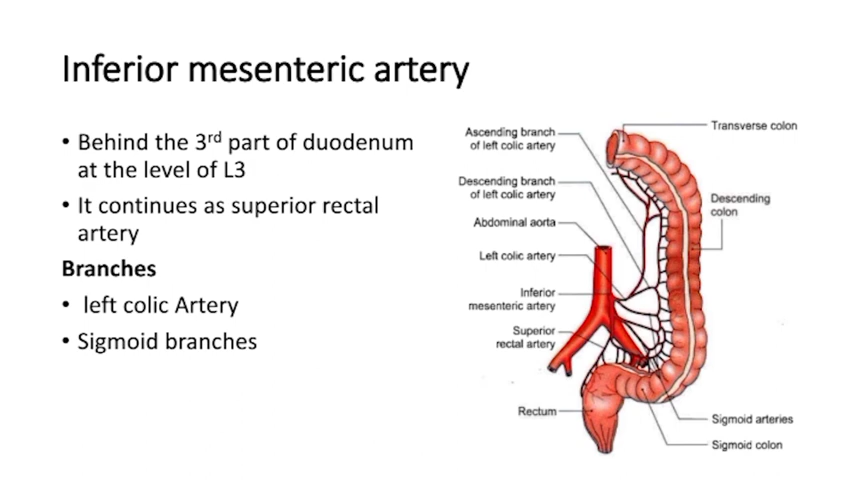 Inferior mesenteric artery
• Behind the 3rd part of duodenum
at the level of L3
• It continues as superior rectal
artery
Branches
• left colic Artery
• Sigmoid branches
Ascending branch
of left colic artery
Descending branch
of left colic artery
Abdominal aorta
Left colic artery
Inferior
mesenteric artery
Superior
rectal artery
Rectum
Transverse colon
Descending
colon
Sigmoid arteries
Sigmoid colon